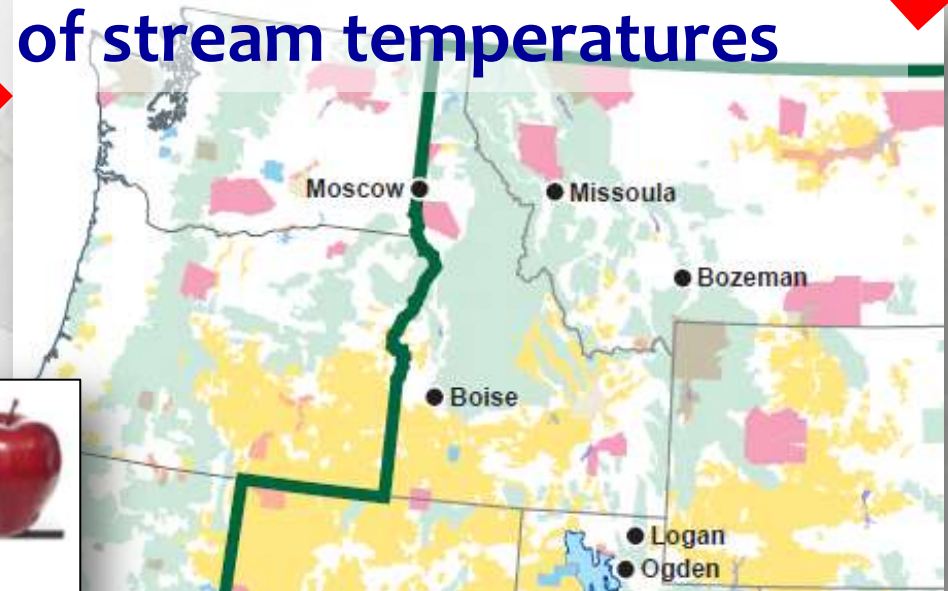 of stream temperatures
Moscow
Missoula
Bozeman
Boise
Logan
Ogden